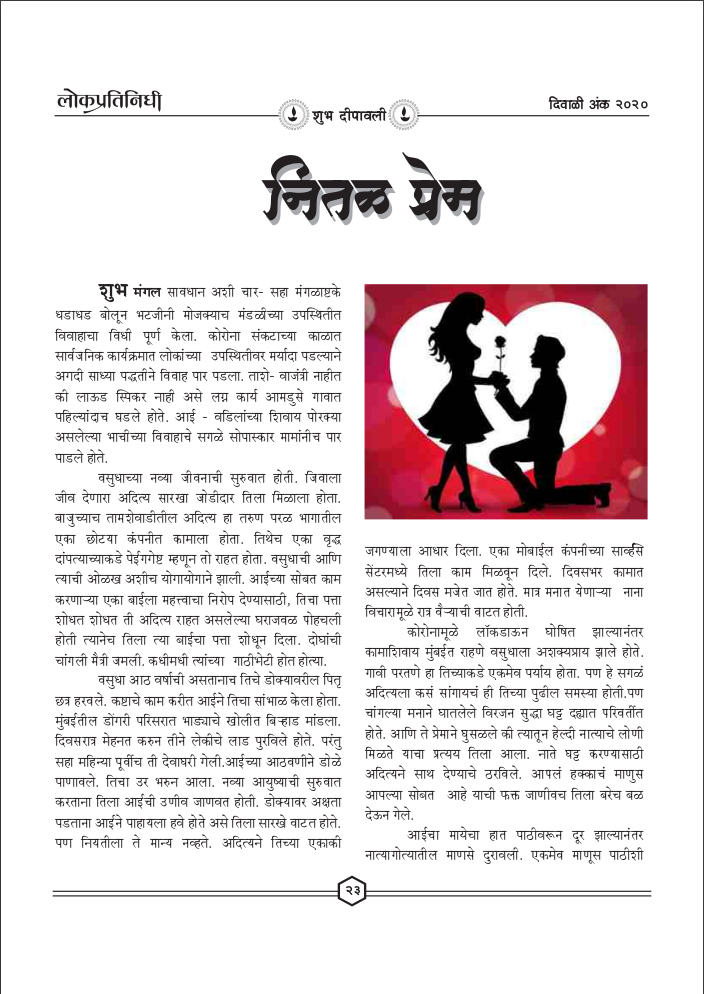 लोकप्रतिनिधी
शुभ दीपावली
दिवाळी अंक २०२०
नितळ प्रेम
शुभ मंगल सावधान अशी चार- सहा मंगळाष्टके
धडाधड बोलून भटजीनी मोजक्याच मंडळीच्या उपस्थितीत
विवाहाचा विधी पूर्ण केला. कोरोना संकटाच्या काळात
सार्वजनिक कार्यक्रमात लोकांच्या उपस्थितीवर मर्यादा पडल्याने
अगदी साध्या पद्धतीने विवाह पार पडला. ताशे- वाजंत्री नाहीत
की लाऊड स्पिकर नाही असे लग्न कार्य आमडुसे गावात
पहिल्यांदाच घडले होते. आई - वडिलांच्या शिवाय पोरक्या
असलेल्या भाचीच्या विवाहाचे सगळे सोपास्कार मामांनीच पार
पाडले होते.
वसुधाच्या नव्या जीवनाची सुरुवात होती. जिवाला
जीव देणारा अदित्य सारखा जोडीदार तिला मिळाला होता.
बाजुच्याच तामशेवाडीतील अदित्य हा तरुण परळ भागातील
एका छोटया कंपनीत कामाला होता. तिथेच एका वृद्ध
दांपत्याच्याकडे पेईंगगेष्ट म्हणून तो राहत होता. वसुधाची आणि
त्याची ओळख अशीच योगायोगाने झाली. आईच्या सोबत काम
करणाऱ्या एका बाईला महत्त्वाचा निरोप देण्यासाठी, तिचा पत्ता
शोधत शोधत ती अदित्य राहत असलेल्या घराजवळ पोहचली
होती त्यानेच तिला त्या बाईचा पत्ता शोधून दिला. दोघांची
चांगली मैत्री जमली. कधीमधी त्यांच्या गाठीभेटी होत होत्या.
वसुधा आठ वर्षाची असतानाच तिचे डोक्यावरील पितृ
छत्र हरवले. कष्टाचे काम करीत आईने तिचा सांभाळ केला होता.
मुंबईतील डोंगरी परिसरात भाड्याचे खोलीत बिऱ्हाड मांडला.
दिवसरात्र मेहनत करुन तीने लेकीचे लाड पुरविले होते. परंतु
सहा महिन्या पूर्वीच ती देवाघरी गेली.आईच्या आठवणीने डोळे
पाणावले. तिचा उर भरुन आला. नव्या आयुष्याची सुरुवात
करताना तिला आईची उणीव जाणवत होती. डोक्यावर अक्षता
पडताना आईने पाहायला हवे होते असे तिला सारखे वाटत होते.
पण नियतीला ते मान्य नव्हते. अदित्यने तिच्या एकाकी
जगण्याला आधार दिला. एका मोबाईल कंपनीच्या सार्व्हीस
सेंटरमध्ये तिला काम मिळवून दिले. दिवसभर कामात
असल्याने दिवस मजेत जात होते. मात्र मनात येणाऱ्या नाना
विचारामूळे रात्र वैऱ्याची वाटत होती.
कोरोनामूळे लॉकडाऊन घोषित झाल्यानंतर
कामाशिवाय मुंबईत राहणे वसुधाला अशक्यप्राय झाले होते.
गावी परतणे हा तिच्याकडे एकमेव पर्याय होता. पण हे सगळं
अदित्यला कसं सांगायचं ही तिच्या पुढील समस्या होती.पण
चांगल्या मनाने घातलेले विरजन सुद्धा घट्ट दह्यात परिवर्तीत
होते. आणि ते प्रेमाने घुसळले की त्यातून हेल्दी नात्याचे लोणी
मिळते याचा प्रत्यय तिला आला. नाते घट्ट करण्यासाठी
अदित्यने साथ देण्याचे ठरविले. आपलं हक्काचं माणुस
आपल्या सोबत आहे याची फक्त जाणीवच तिला बरेच बळ
देऊन गेले.
आईचा मायेचा हात पाठीवरून दूर झाल्यानंतर
नात्यागोत्यातील माणसे दुरावली. एकमेव माणूस पाठीशी
२३